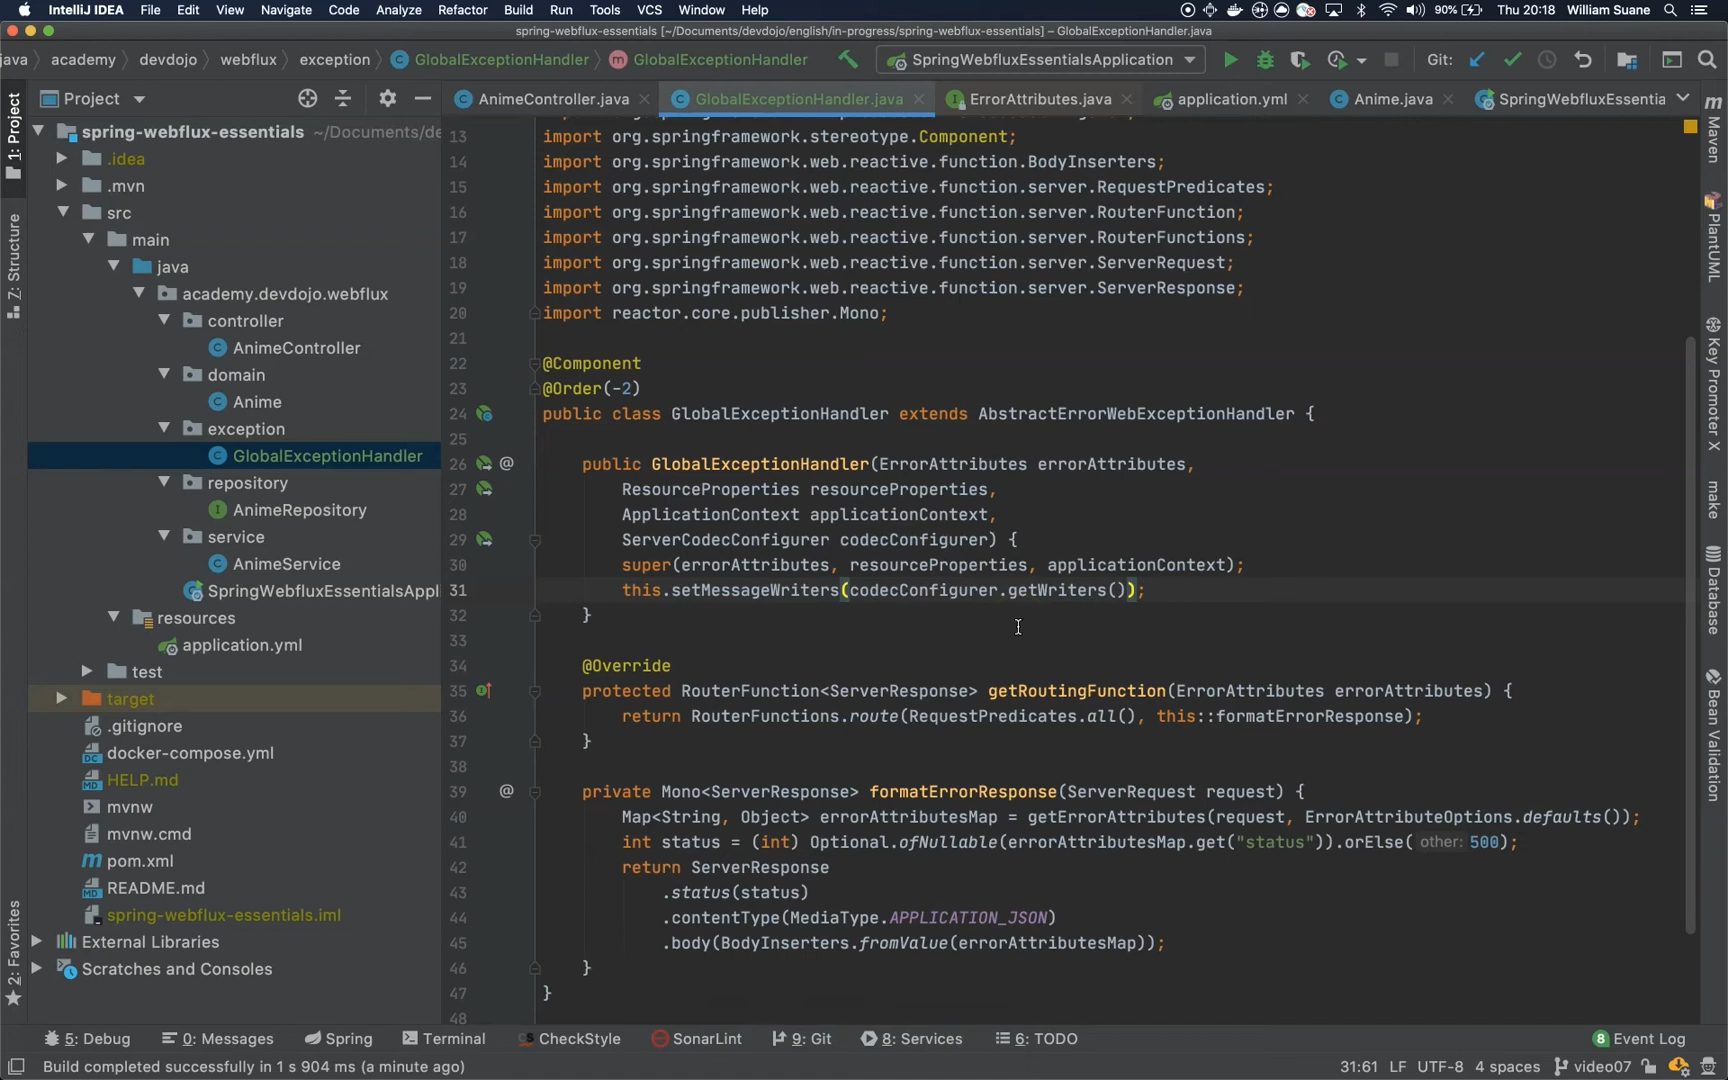 IntelliJ IDEA File Edit View Navigate Code Analyze Refactor Build Run Tools VCS Window Help 90% Thu 20:18 William Suane
spring-webflux-essentials [~/Documents/devdojo/english/in-progress/spring-webflux-essentials] – GlobalExceptionHandler.java
java academy devdojo webflux exception GlobalExceptionHandler GlobalExceptionHandler SpringWebfluxEssentialsApplication Git:
Project AnimeController.java GlobalExceptionHandler.java ErrorAttributes.java application.yml Anime.java SpringWebfluxEssentia
spring-webflux-essentials ~/Documents/de
.idea
.mvn
src
main
java
academy.devdojo.webflux
controller
AnimeController
domain
Anime
exception
GlobalExceptionHandler
repository
AnimeRepository
service
AnimeService
SpringWebfluxEssentialsAppl
resources
application.yml
test
target
.gitignore
docker-compose.yml
HELP.md
mvnw
mvnw.cmd
pom.xml
README.md
spring-webflux-essentials.iml
External Libraries
Scratches and Consoles
1: Project
Z: Structure
2: Favorites
13 import org.springframework.stereotype.Component;
14 import org.springframework.web.reactive.function.BodyInserters;
15 import org.springframework.web.reactive.function.server.RequestPredicates;
16 import org.springframework.web.reactive.function.server.RouterFunction;
17 import org.springframework.web.reactive.function.server.RouterFunctions;
18 import org.springframework.web.reactive.function.server.ServerRequest;
19 import org.springframework.web.reactive.function.server.ServerResponse;
20 import reactor.core.publisher.Mono;
21
22 @Component
23 @Order(-2)
24 public class GlobalExceptionHandler extends AbstractErrorWebExceptionHandler {
25
26 public GlobalExceptionHandler(ErrorAttributes errorAttributes,
27 ResourceProperties resourceProperties,
28 ApplicationContext applicationContext,
29 ServerCodecConfigurer codecConfigurer) {
30 super(errorAttributes, resourceProperties, applicationContext);
31 this.setMessageWriters(codecConfigurer.getWriters());
32 }
33
34 @Override
35 protected RouterFunction<ServerResponse> getRoutingFunction(ErrorAttributes errorAttributes) {
36 return RouterFunctions.route(RequestPredicates.all(), this::formatErrorResponse);
37 }
38
39 private Mono<ServerResponse> formatErrorResponse(ServerRequest request) {
40 Map<String, Object> errorAttributesMap = getErrorAttributes(request, ErrorAttributeOptions.defaults());
41 int status = (int) Optional.ofNullable(errorAttributesMap.get("status")).orElse( other: 500);
42 return ServerResponse
43 .status(status)
44 .contentType(MediaType.APPLICATION_JSON)
45 .body(BodyInserters.fromValue(errorAttributesMap));
46 }
47 }
48
Maven
PlantUML
Key Promoter X
make
Database
Bean Validation
5: Debug 0: Messages Spring Terminal CheckStyle SonarLint 9: Git 8: Services 6: TODO 8 Event Log
Build completed successfully in 1 s 904 ms (a minute ago) 31:61 LF UTF-8 4 spaces video07